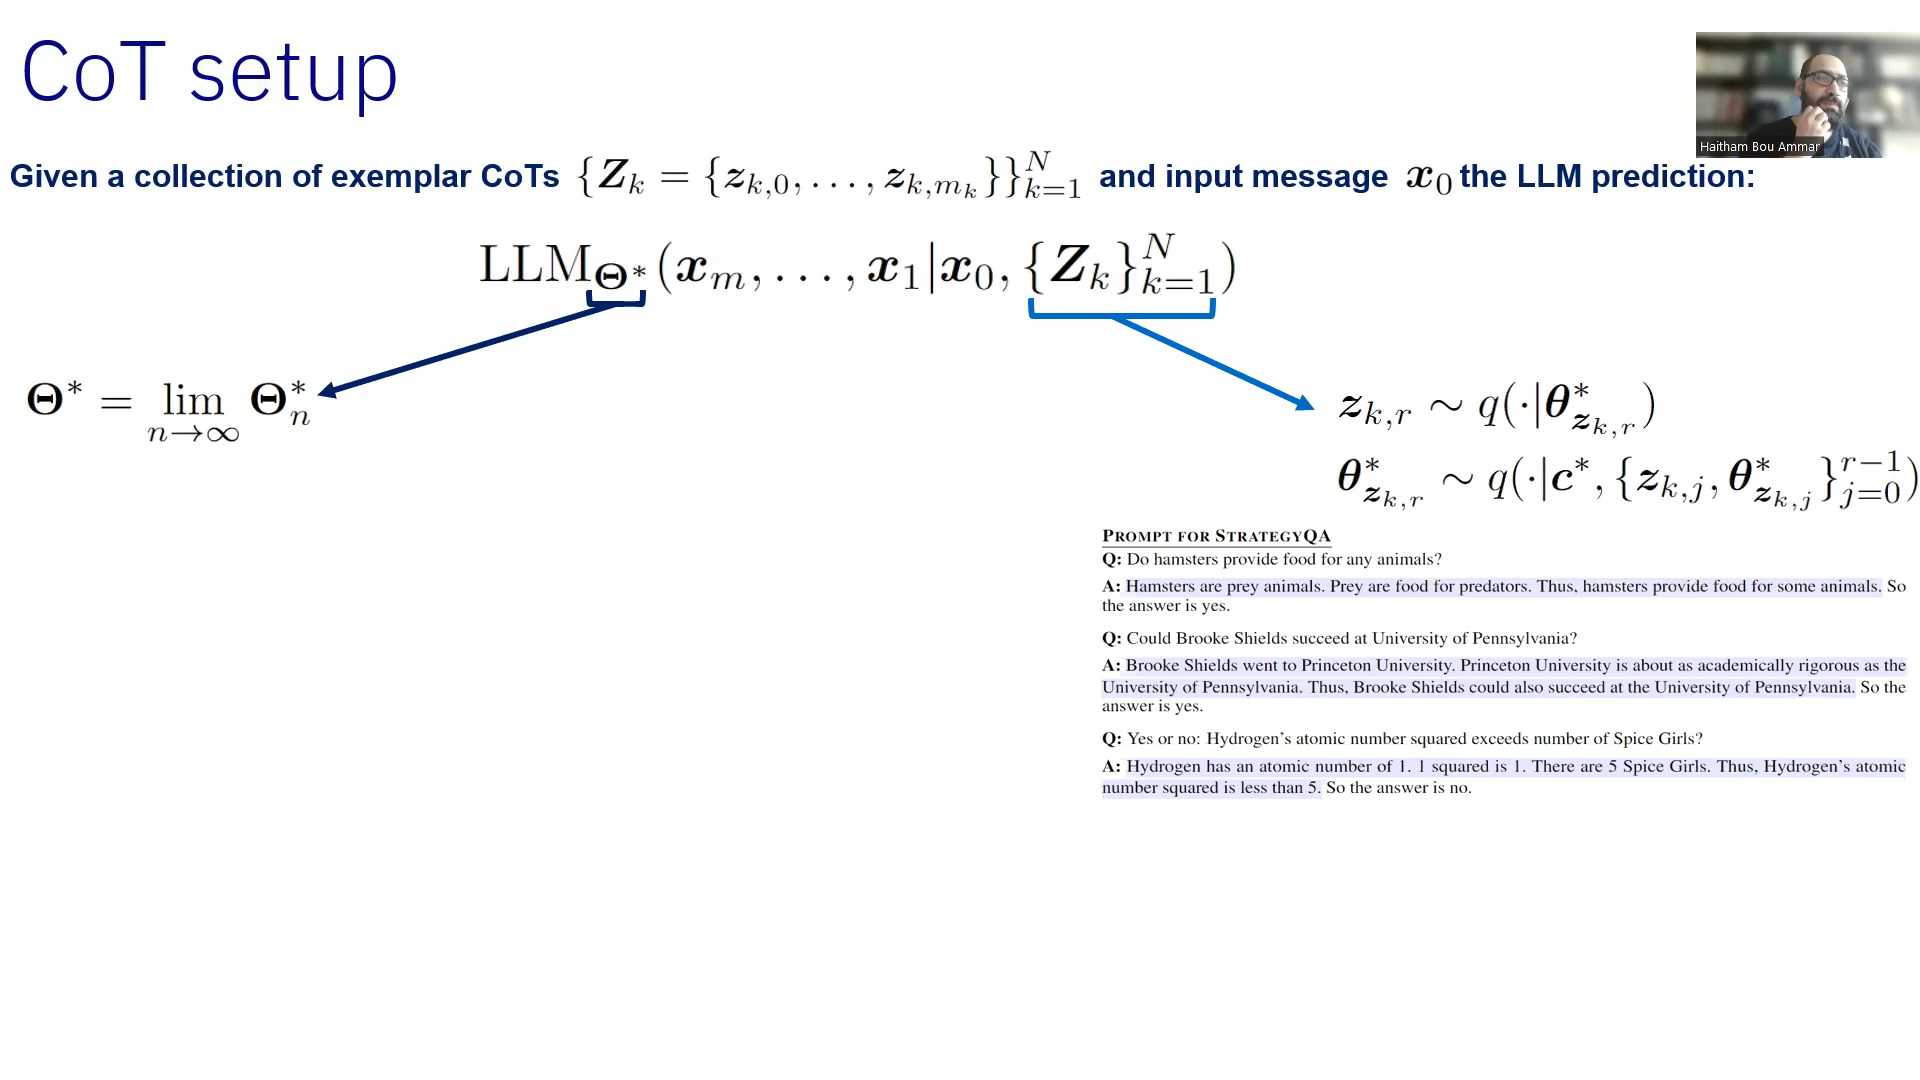 CoT setup
Haitham Bou Ammar
Given a collection of exemplar CoTs {Z_k = {z_{k,0}, . . . , z_{k,m_k}}}_{k=1}^N and input message x_0 the LLM prediction:
LLM_{Θ*}(x_m, . . . , x_1|x_0, {Z_k}_{k=1}^N)
Θ* = lim_{n→∞} Θ*_n
z_{k,r} ∼ q(·|θ*_{z_{k,r}})
θ*_{z_{k,r}} ∼ q(·|c*, {z_{k,j}, θ*_{z_{k,j}}}_{j=0}^{r−1})
PROMPT FOR STRATEGYQA
Q: Do hamsters provide food for any animals?
A: Hamsters are prey animals. Prey are food for predators. Thus, hamsters provide food for some animals. So
the answer is yes.
Q: Could Brooke Shields succeed at University of Pennsylvania?
A: Brooke Shields went to Princeton University. Princeton University is about as academically rigorous as the
University of Pennsylvania. Thus, Brooke Shields could also succeed at the University of Pennsylvania. So the
answer is yes.
Q: Yes or no: Hydrogen's atomic number squared exceeds number of Spice Girls?
A: Hydrogen has an atomic number of 1. 1 squared is 1. There are 5 Spice Girls. Thus, Hydrogen's atomic
number squared is less than 5. So the answer is no.